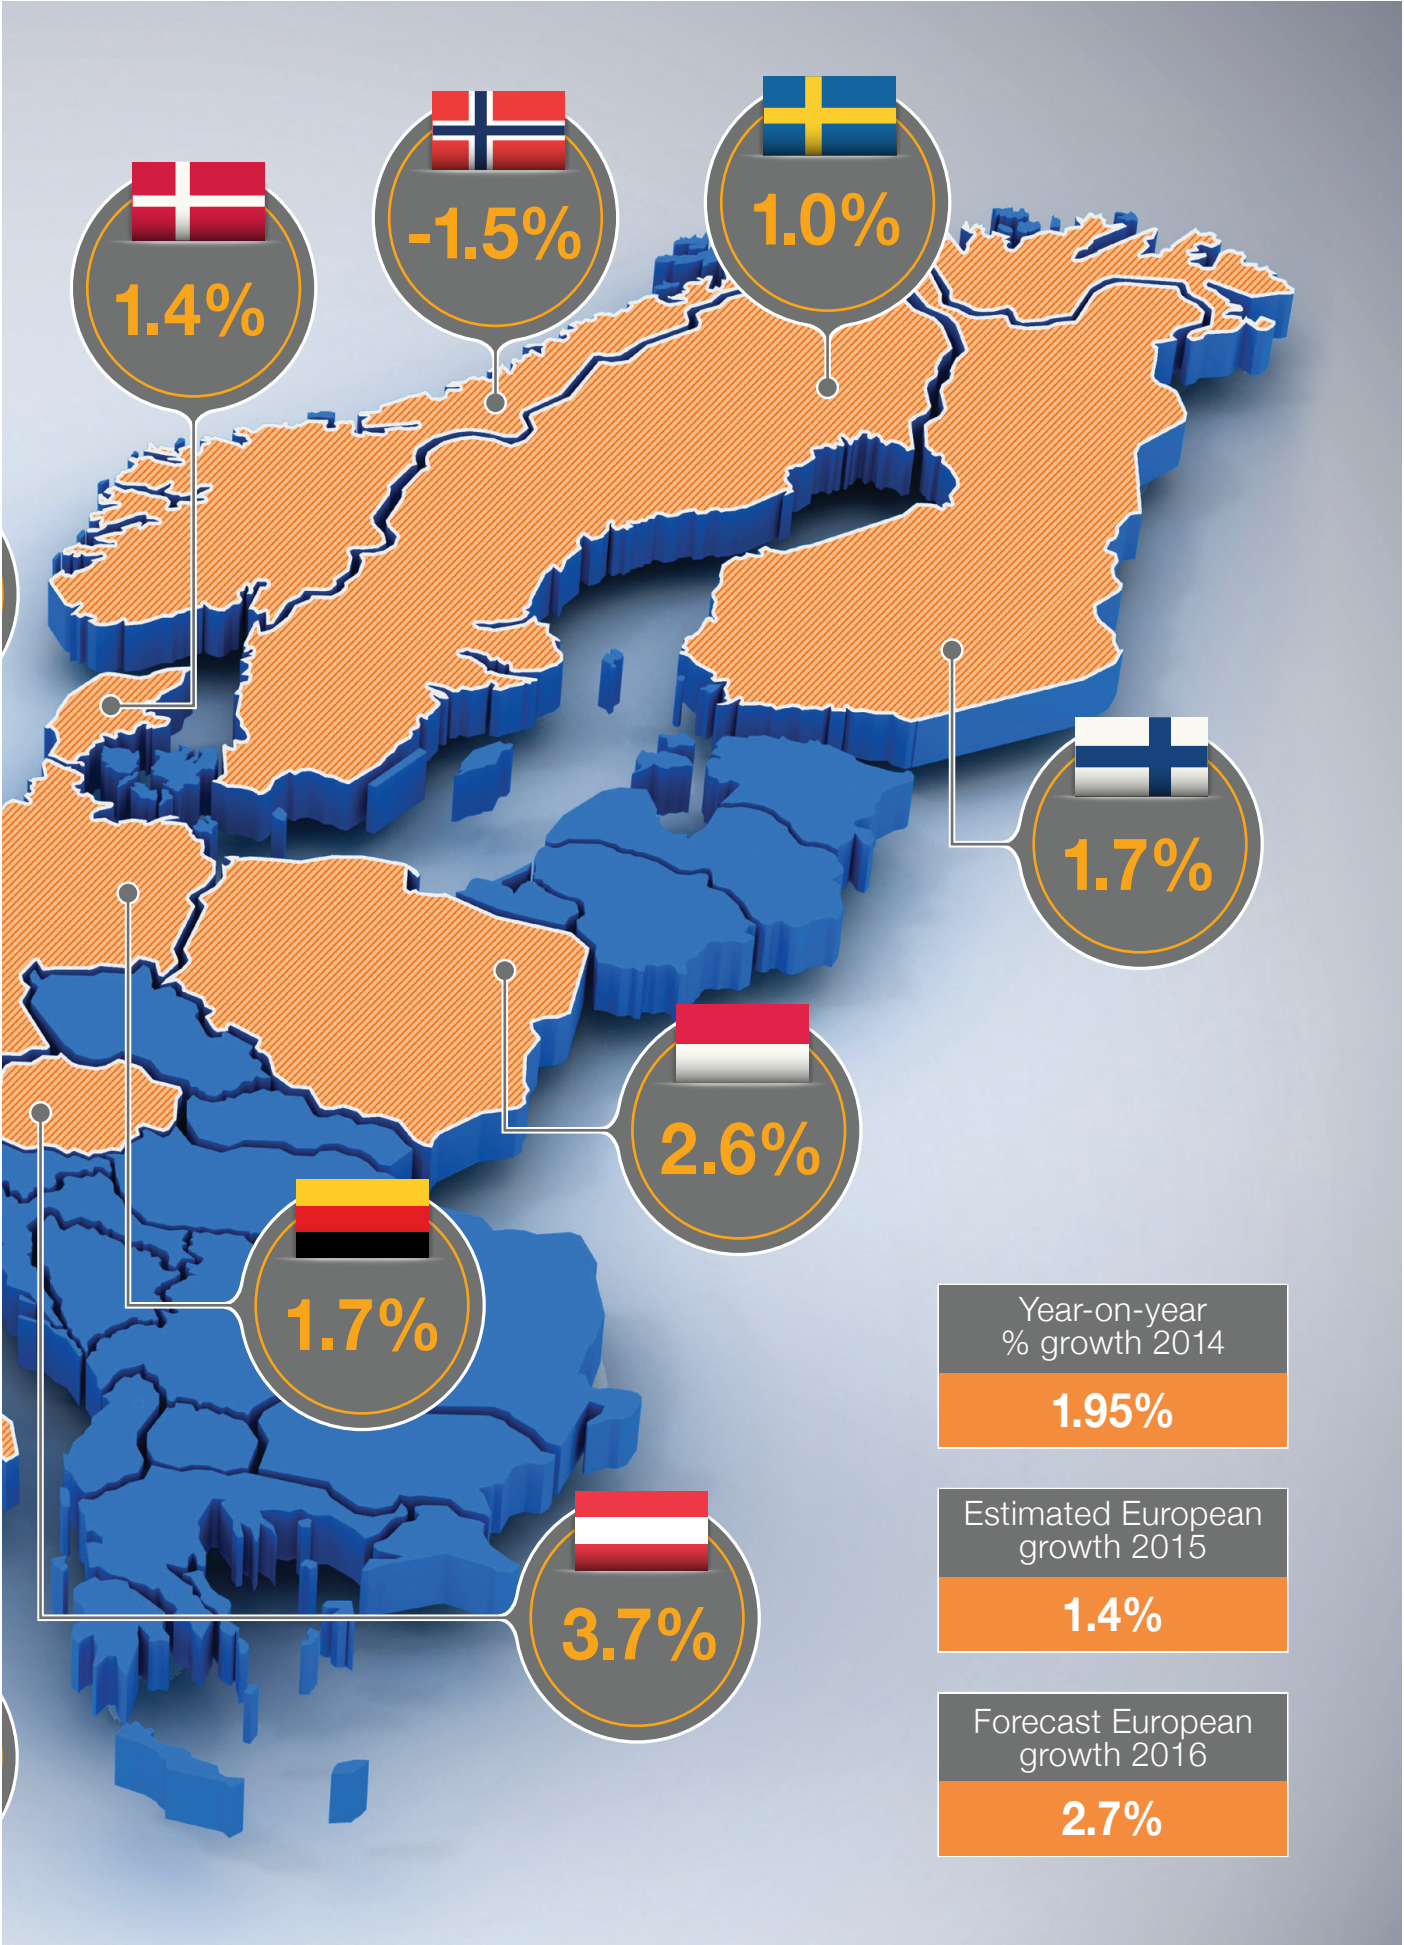 1.4%
-1.5%
1.0%
1.7%
2.6%
1.7%
3.7%
Year-on-year
% growth 2014
1.95%
Estimated European
growth 2015
1.4%
Forecast European
growth 2016
2.7%